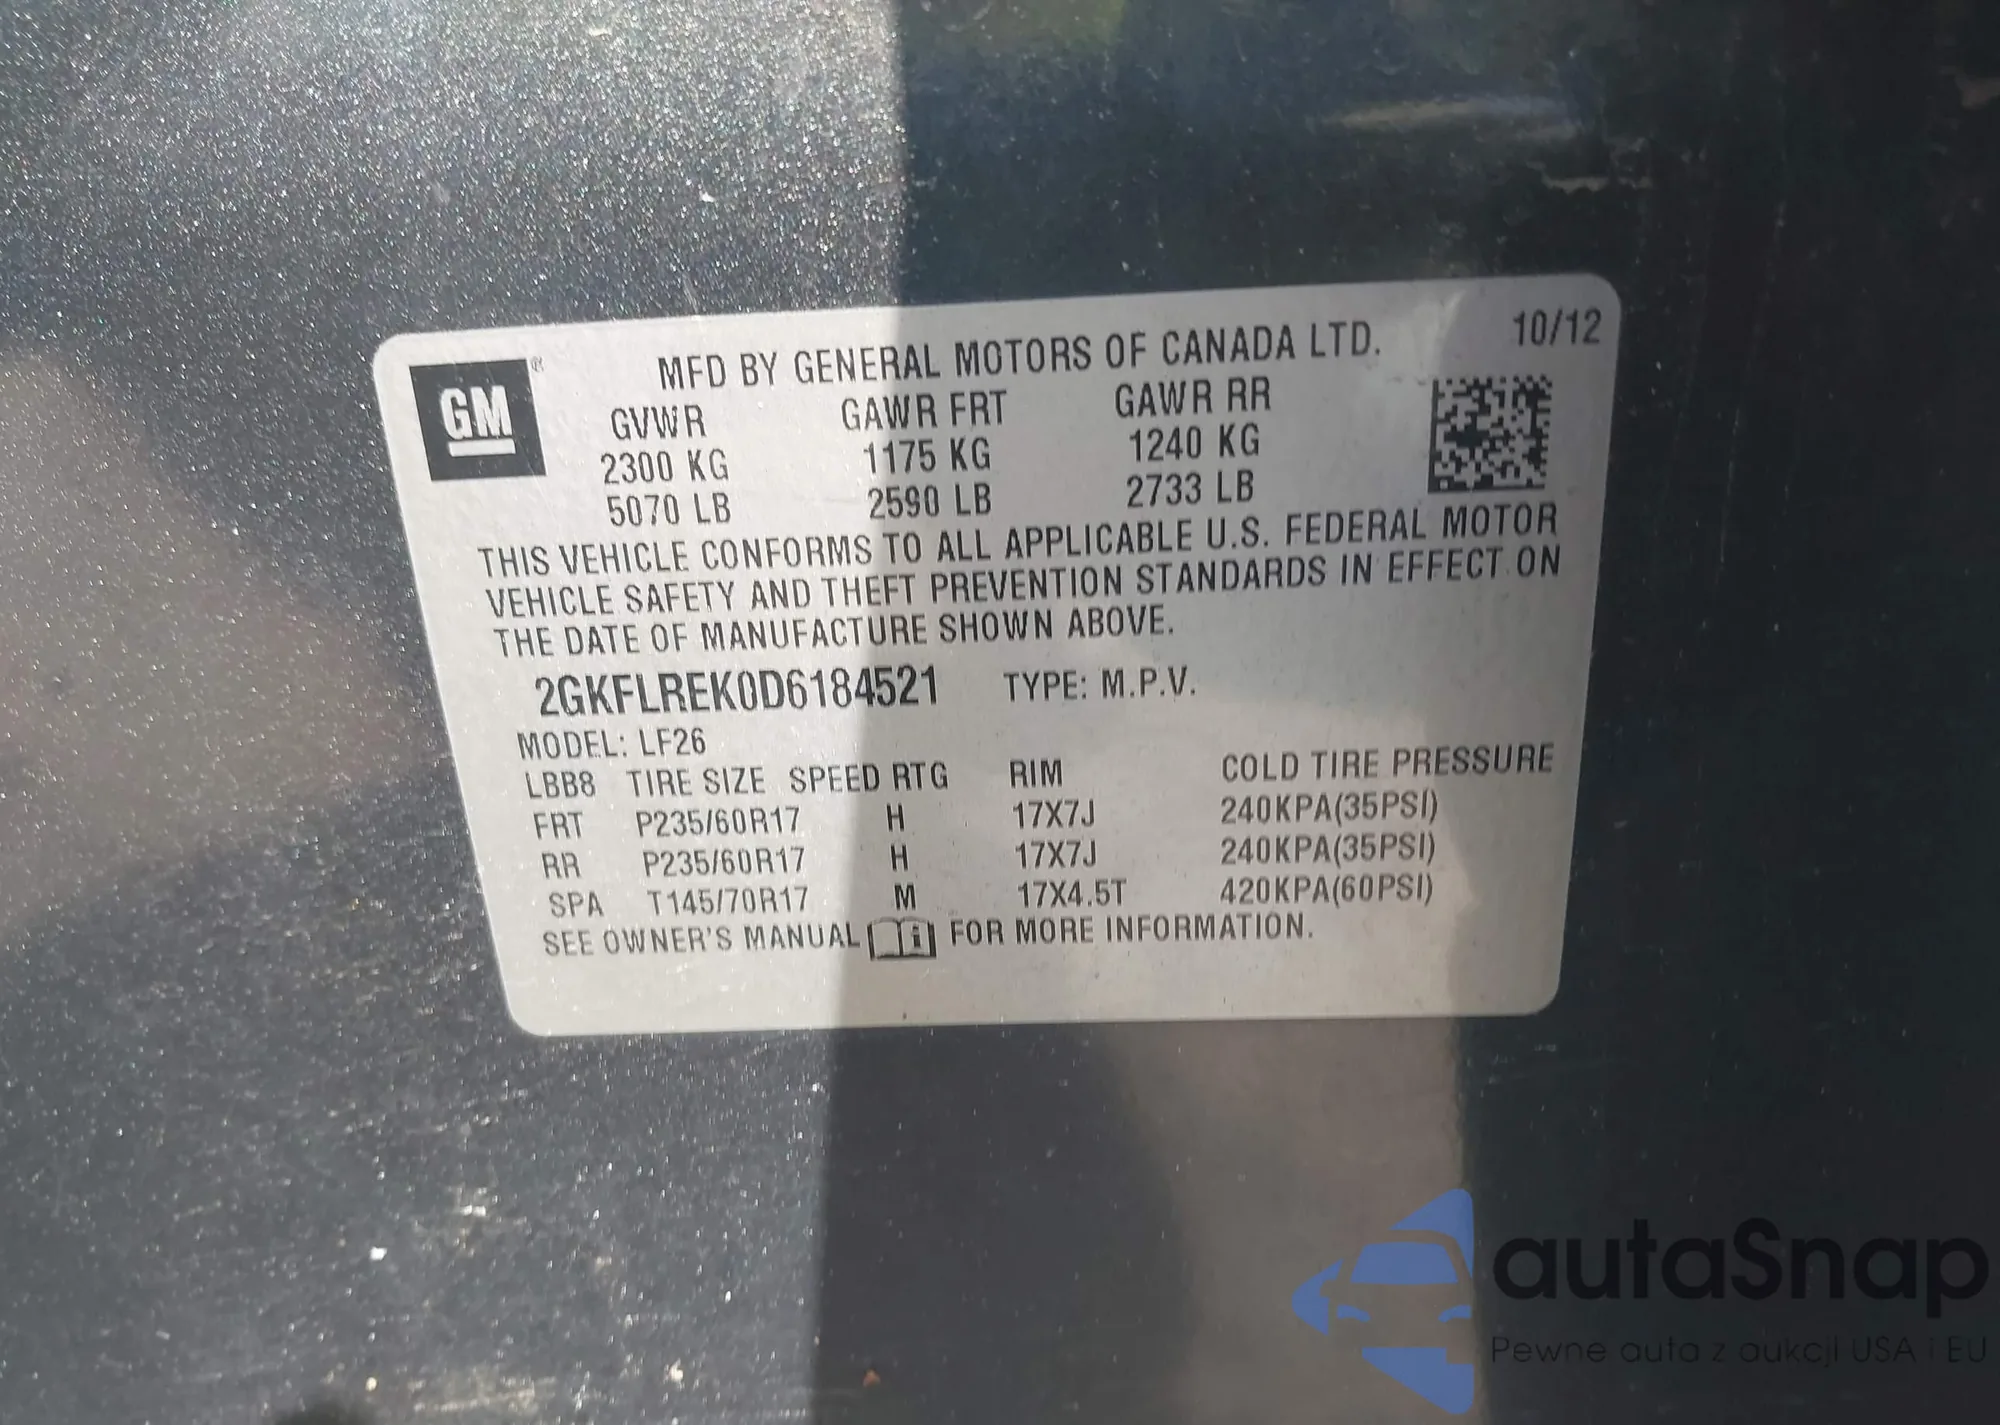 GM ® MFD BY GENERAL MOTORS OF CANADA LTD. 10/12
GVWR GAWR FRT GAWR RR
2300 KG 1175 KG 1240 KG
5070 LB 2590 LB 2733 LB
THIS VEHICLE CONFORMS TO ALL APPLICABLE U.S. FEDERAL MOTOR
VEHICLE SAFETY AND THEFT PREVENTION STANDARDS IN EFFECT ON
THE DATE OF MANUFACTURE SHOWN ABOVE.
2GKFLREK0D6184521 TYPE: M.P.V.
MODEL: LF26
LBB8 TIRE SIZE SPEED RTG RIM COLD TIRE PRESSURE
FRT P235/60R17 H 17X7J 240KPA(35PSI)
RR P235/60R17 H 17X7J 240KPA(35PSI)
SPA T145/70R17 M 17X4.5T 420KPA(60PSI)
SEE OWNER'S MANUAL i FOR MORE INFORMATION.
autaSnap
Pewne auta z aukcji USA i EU